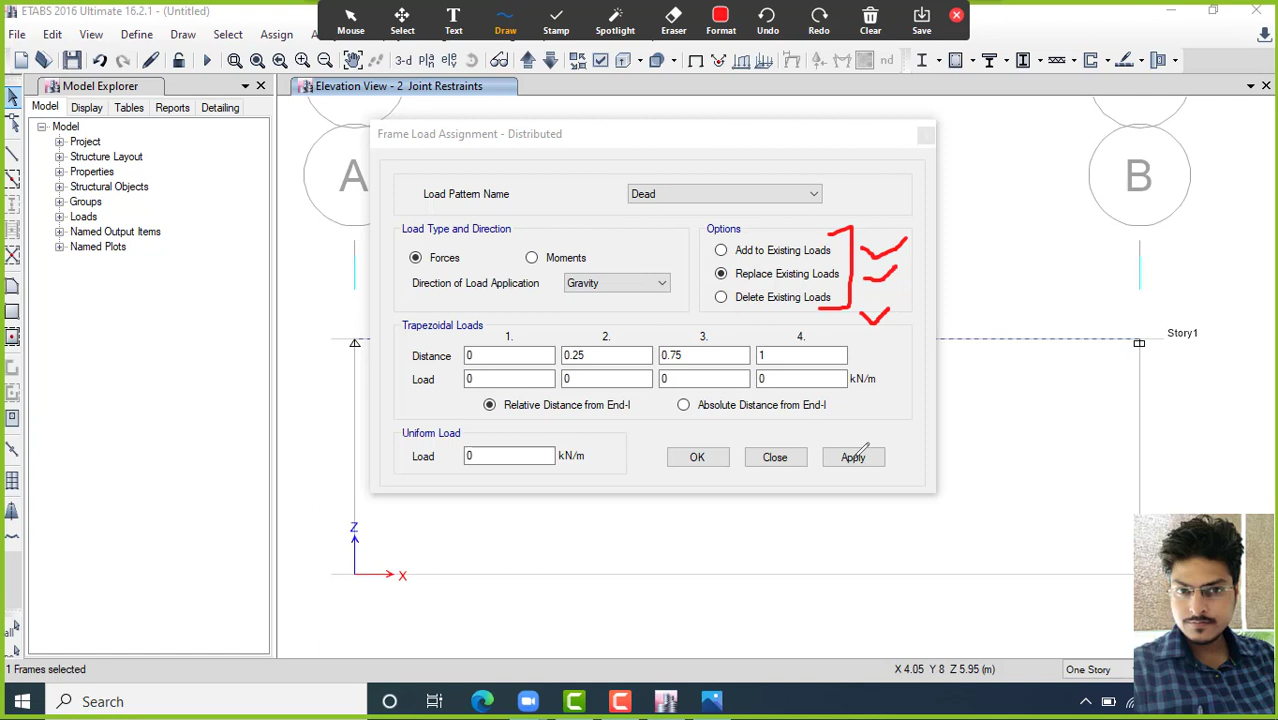 ETABS 2016 Ultimate 16.2.1 - (Untitled)
Mouse Select Text Draw Stamp Spotlight Eraser Format Undo Redo Clear Save
File Edit View Define Draw Select Assign
3-d nd
Model Explorer
Elevation View - 2 Joint Restraints
Model Display Tables Reports Detailing
Model
Project
Structure Layout
Properties
Structural Objects
Groups
Loads
Named Output Items
Named Plots
A
B
Frame Load Assignment - Distributed
Load Pattern Name Dead
Load Type and Direction
Forces Moments
Direction of Load Application Gravity
Options
Add to Existing Loads
Replace Existing Loads
Delete Existing Loads
Trapezoidal Loads
1. 2. 3. 4.
Distance 0 0.25 0.75 1
Load 0 0 0 0 kN/m
Relative Distance from End-I Absolute Distance from End-I
Uniform Load
Load 0 kN/m
OK Close Apply
Story1
Z
X
all
1 Frames selected
X 4.05 Y 8 Z 5.95 (m)
One Story
Search